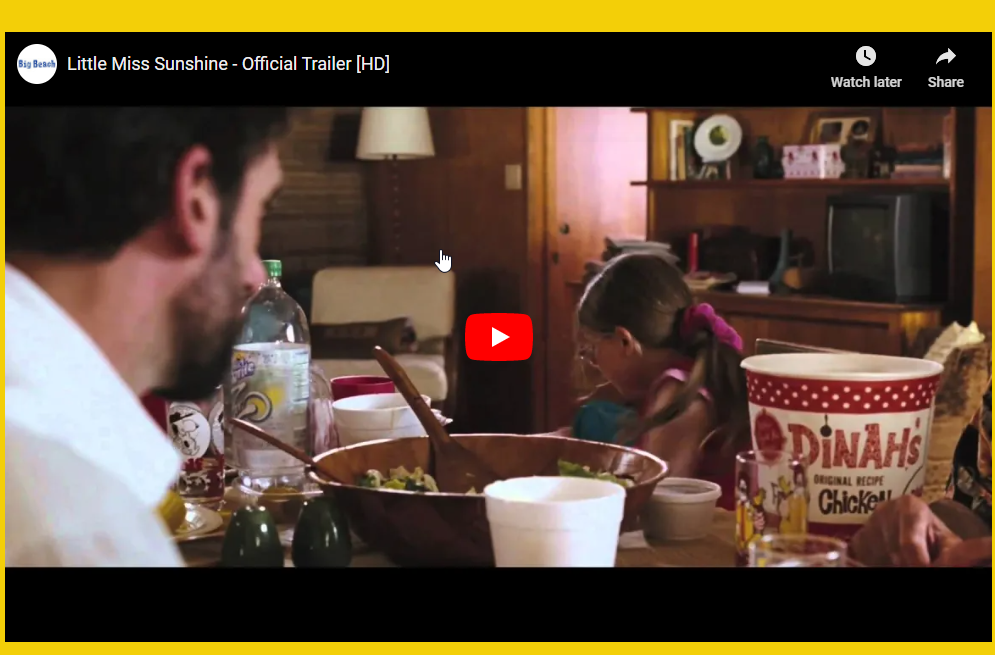 Big Beach
Little Miss Sunshine - Official Trailer [HD]
Watch later
Share
DiNAH's
ORIGINAL RECIPE
Chicken